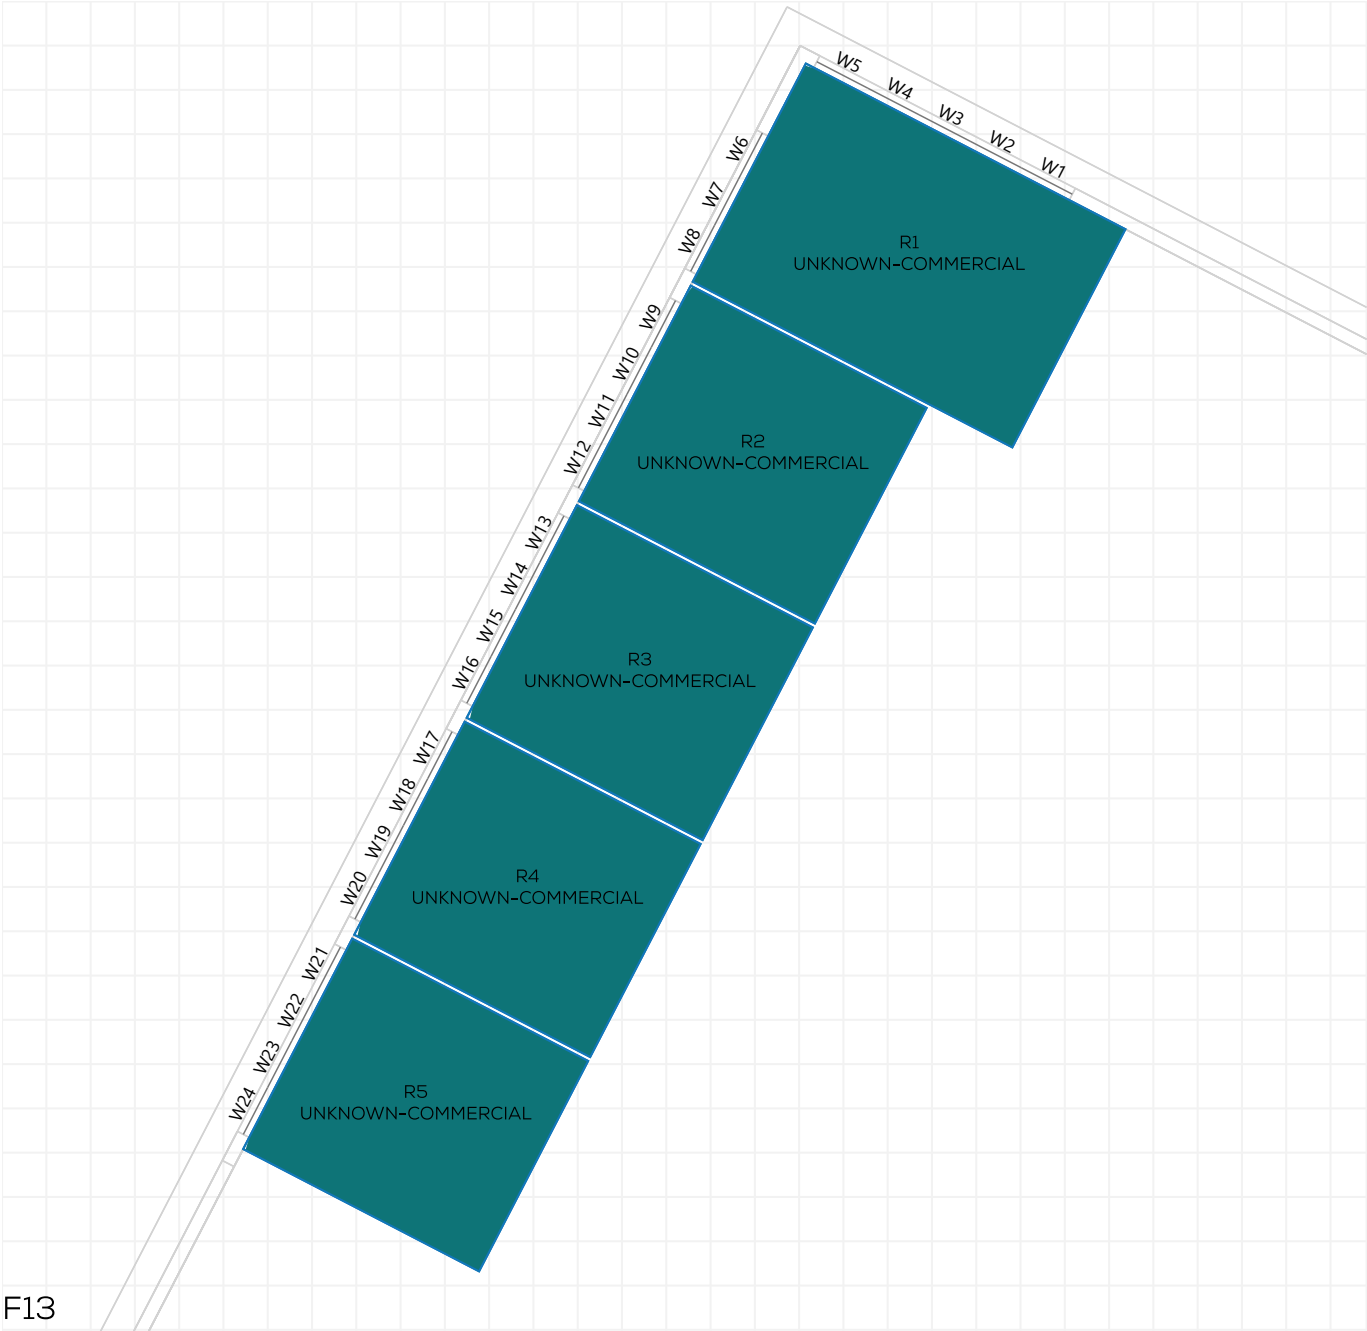 W5
W4
W3
W2
W1
W6
W7
W8
R1
UNKNOWN-COMMERCIAL
W9
W10
W11
W12
R2
UNKNOWN-COMMERCIAL
W13
W14
W15
W16
R3
UNKNOWN-COMMERCIAL
W17
W18
W19
W20
R4
UNKNOWN-COMMERCIAL
W21
W22
W23
W24
R5
UNKNOWN-COMMERCIAL
F13